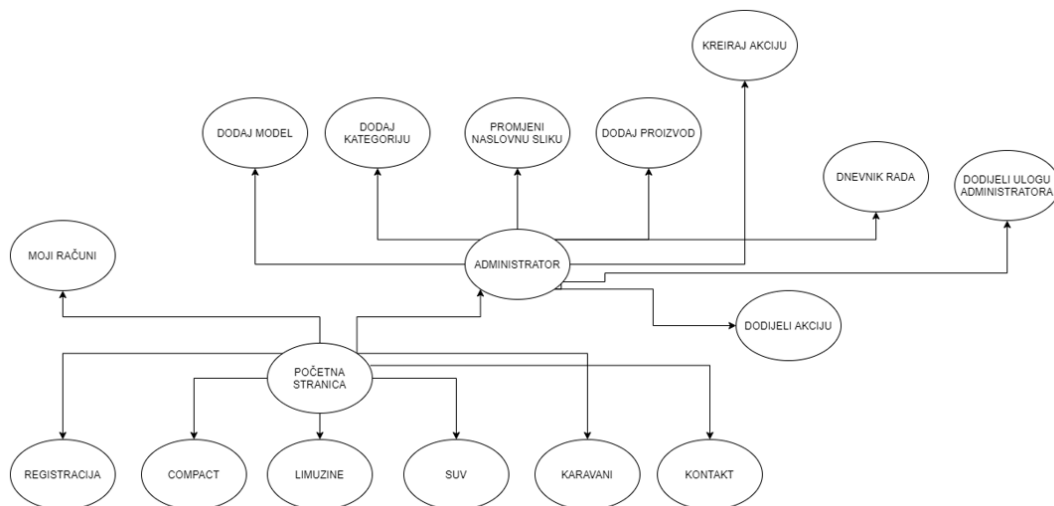 KREIRAJ AKCIJU
DODAJ MODEL
DODAJ
KATEGORIJU
PROMJENI
NASLOVNU SLIKU
DODAJ PROIZVOD
DNEVNIK RADA
DODIJELI ULOGU
ADMINISTRATORA
MOJI RAČUNI
ADMINISTRATOR
DODIJELI AKCIJU
POČETNA
STRANICA
REGISTRACIJA
COMPACT
LIMUZINE
SUV
KARAVANI
KONTAKT